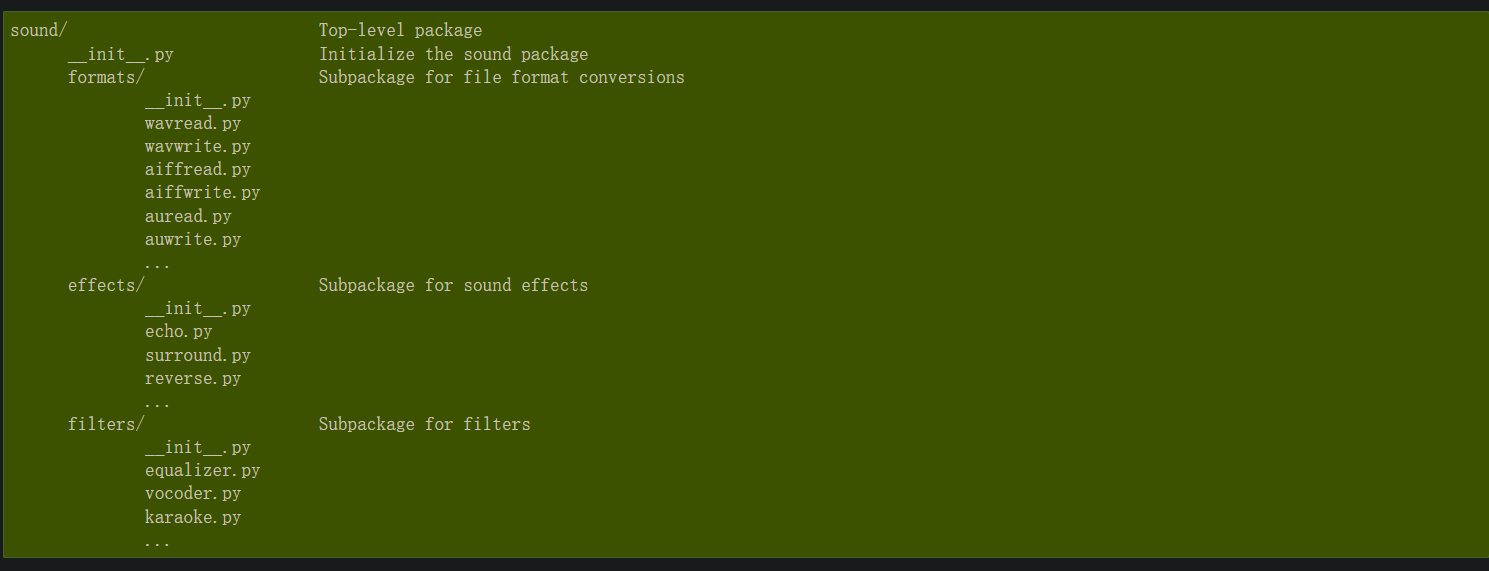 sound/                          Top-level package
      __init__.py               Initialize the sound package
      formats/                  Subpackage for file format conversions
              __init__.py
              wavread.py
              wavwrite.py
              aiffread.py
              aiffwrite.py
              auread.py
              auwrite.py
              ...
      effects/                  Subpackage for sound effects
              __init__.py
              echo.py
              surround.py
              reverse.py
              ...
      filters/                  Subpackage for filters
              __init__.py
              equalizer.py
              vocoder.py
              karaoke.py
              ...